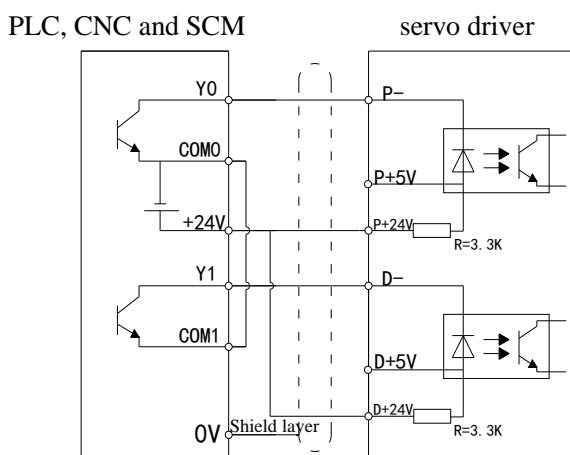 PLC, CNC and SCM
servo driver
Y0
P-
COM0
P+5V
+24V
P+24V
R=3.3K
Y1
D-
COM1
D+5V
D+24V
Shield layer
0V
R=3.3K